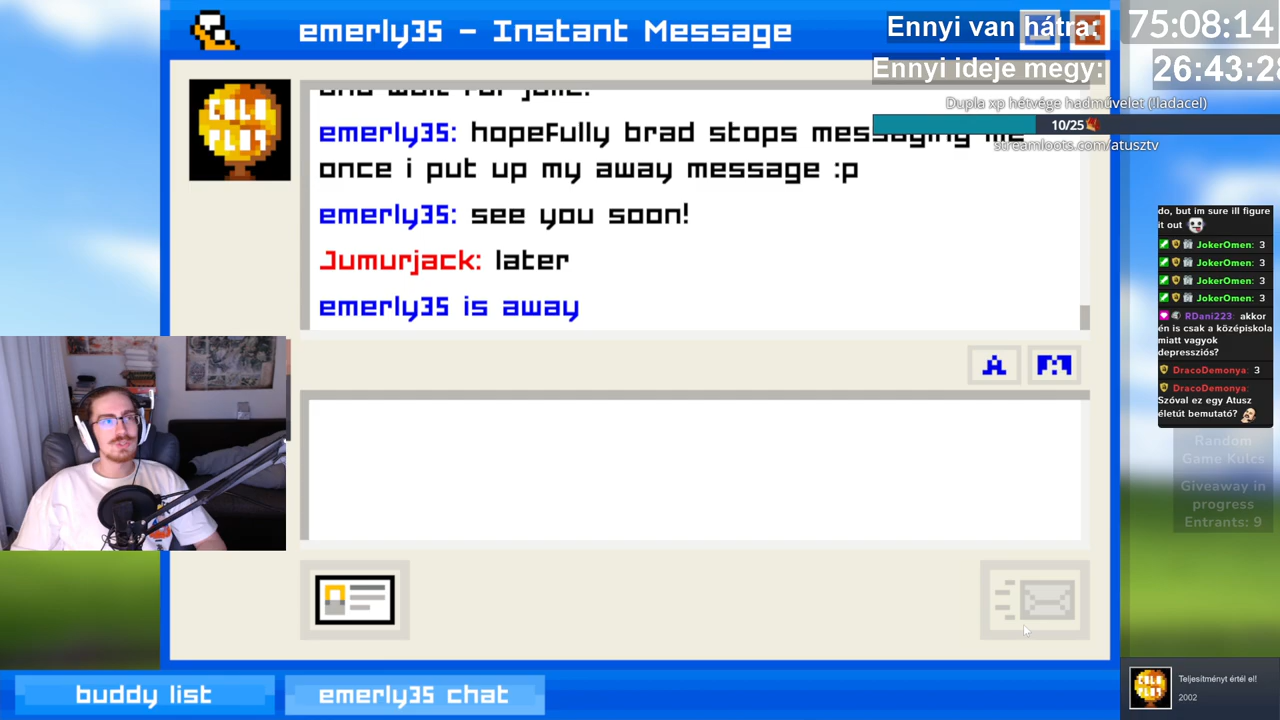 emerly35 - Instant Message
Ennyi van hátra:
75:08:14
Ennyi ideje megy:
26:43:28
Dupla xp hétvége hadművelet (!ladacel)
10/25
streamloots.com/atusztv
COLD
PLAY
emerly35: hopefully brad stops messaging me
once i put up my away message :p
emerly35: see you soon!
Jumurjack: later
emerly35 is away
A
do, but im sure ill figure
it out
JokerOmen: 3
JokerOmen: 3
JokerOmen: 3
JokerOmen: 3
RDani223: akkor
én is csak a középiskola
miatt vagyok
depressziós?
DracoDemonya: 3
DracoDemonya:
Szóval ez egy Atusz
életút bemutató?
Random
Game Kulcs
Giveaway in
progress
Entrants: 9
buddy list
emerly35 chat
COLD
PLAY
Teljesítményt értél el!
2002